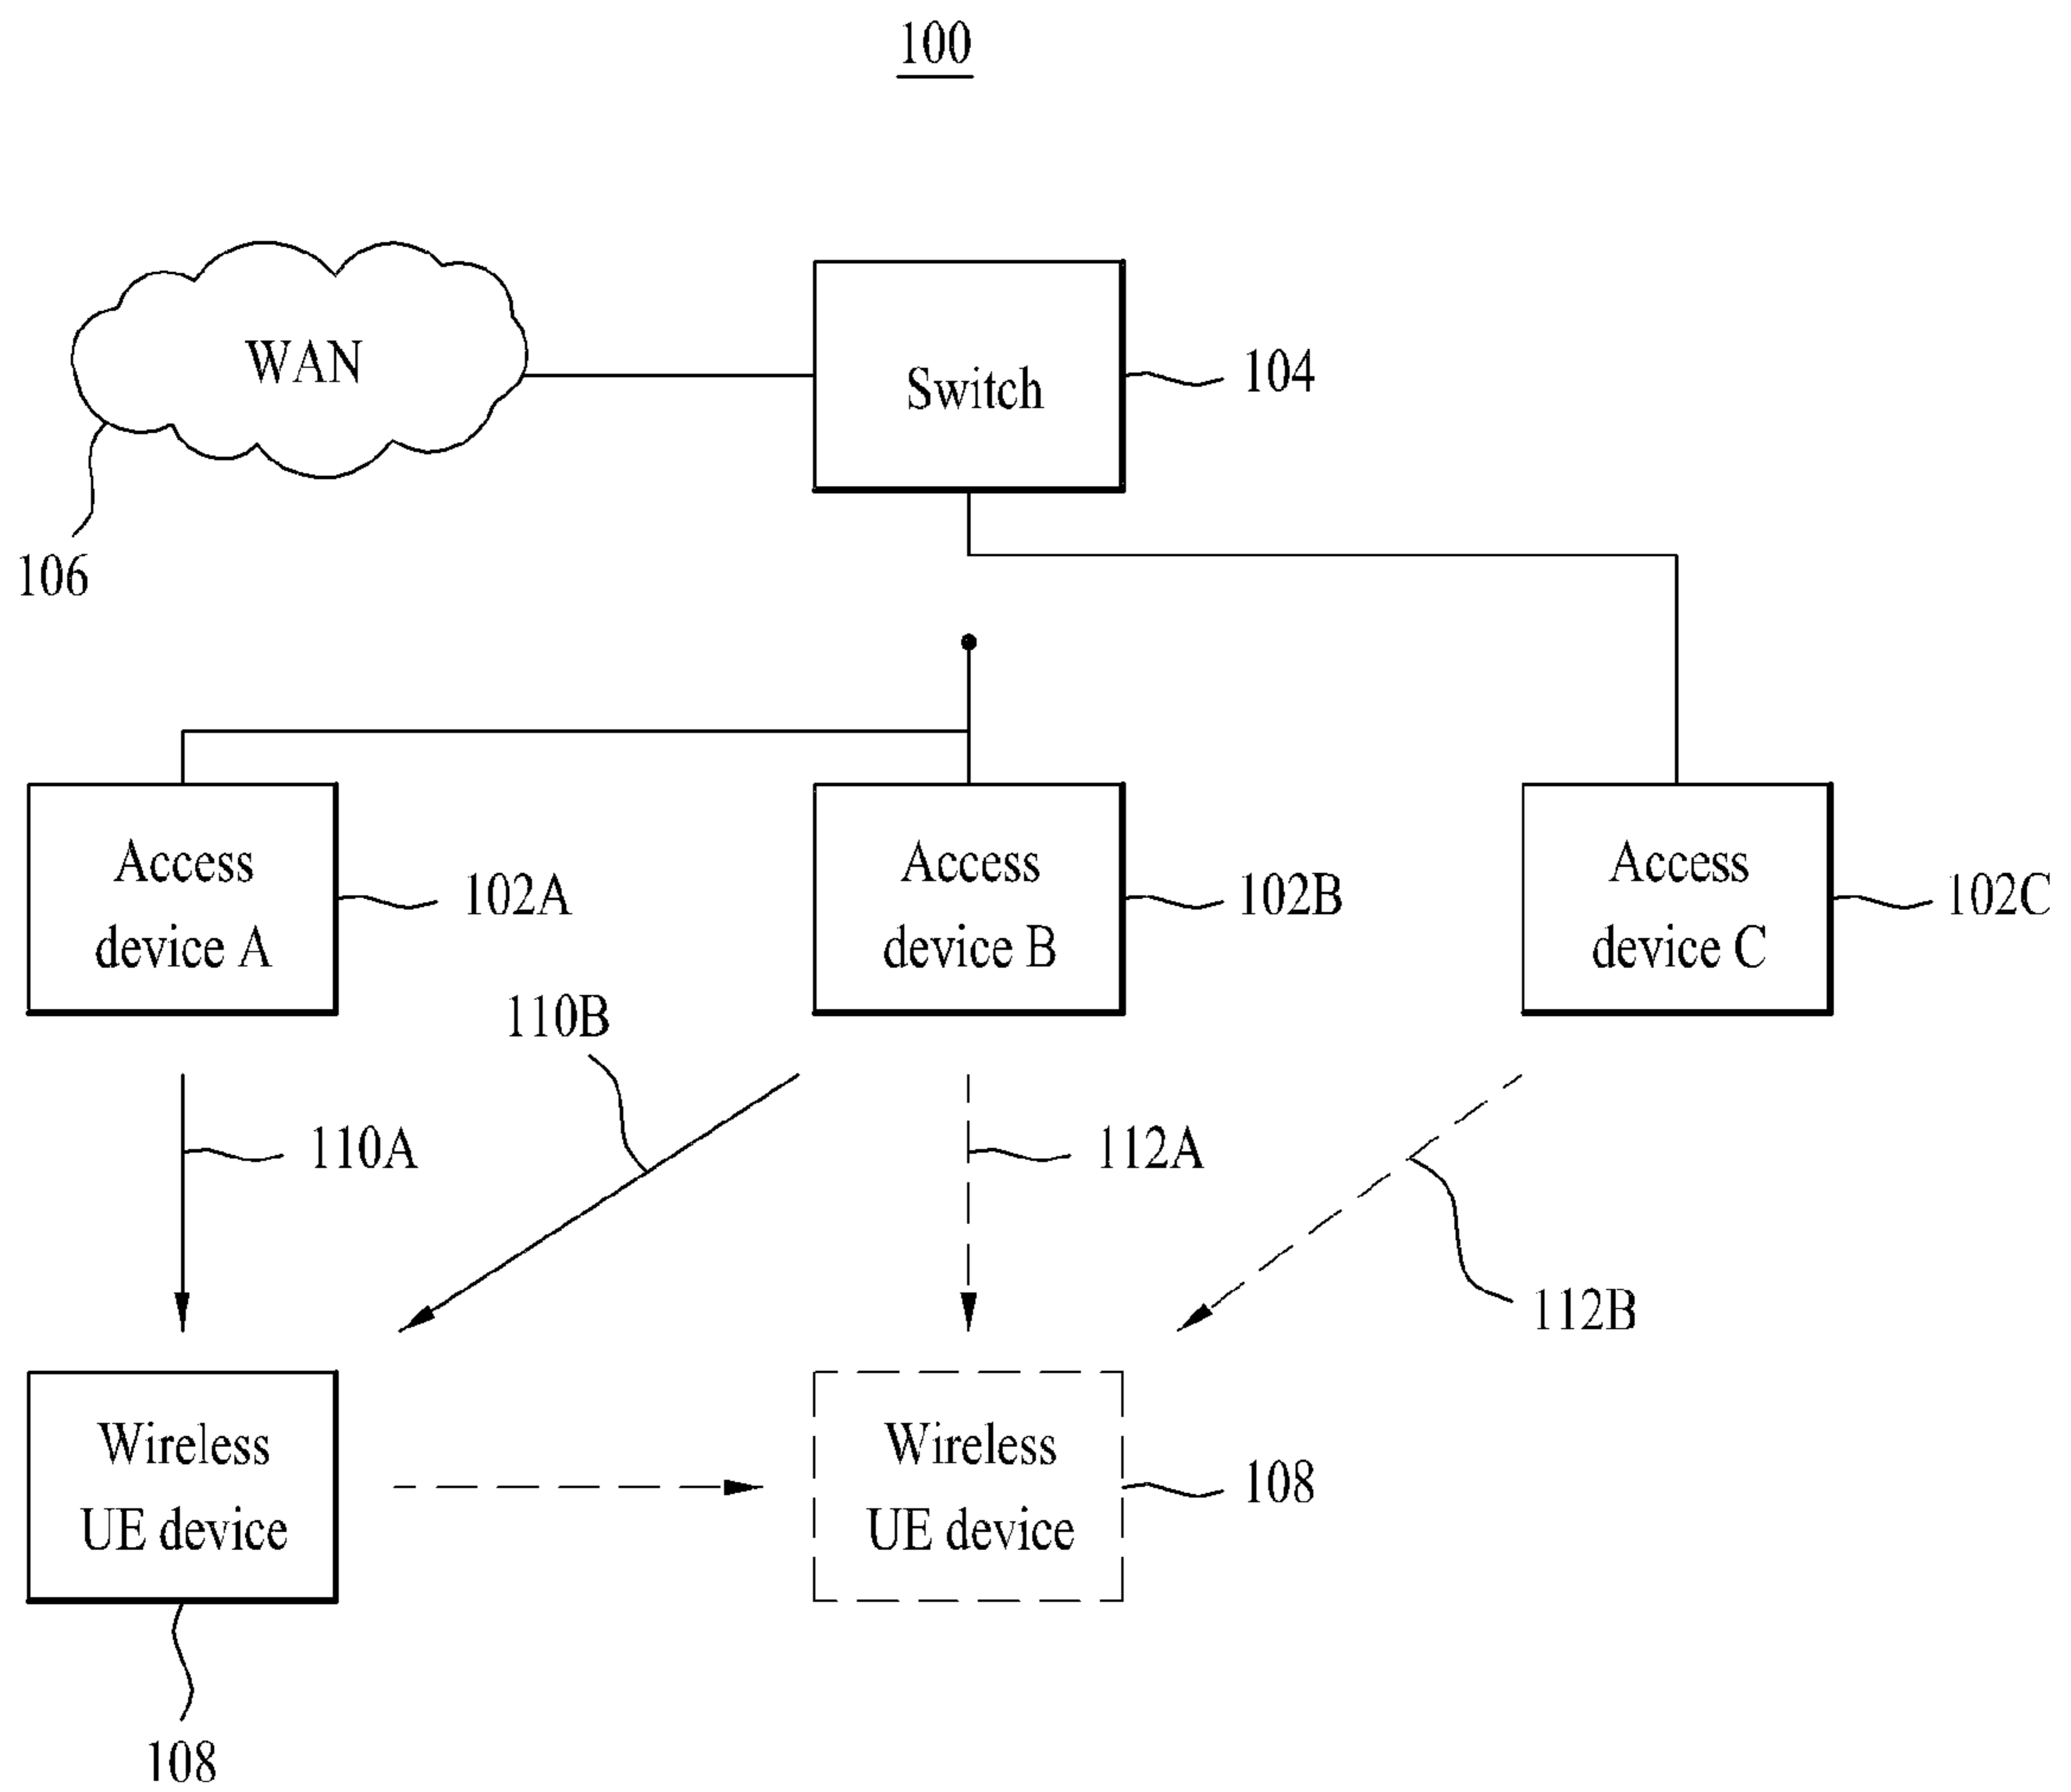 100
WAN
Switch
104
106
Access
device A
102A
Access
device B
102B
Access
device C
102C
110B
110A
112A
112B
Wireless
UE device
Wireless
UE device
108
108